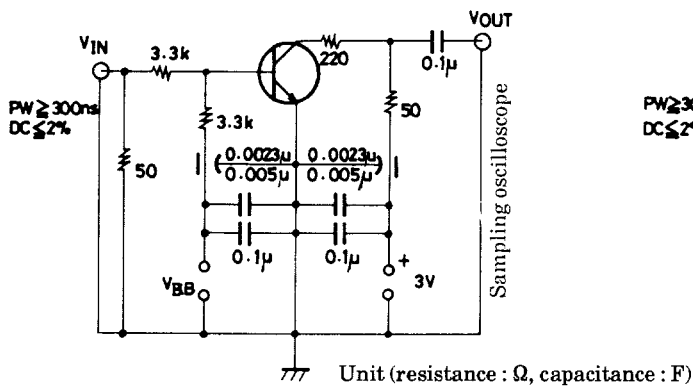 VIN
VOUT
3.3k
220
0.1μ
PW≧300ns
DC≦2%
3.3k
50
50
0.0023μ
0.0023μ
0.005μ
0.005μ
0.1μ
0.1μ
VBB
+
3V
Sampling oscilloscope
PW≧3
DC≦2
Unit (resistance : Ω, capacitance : F)